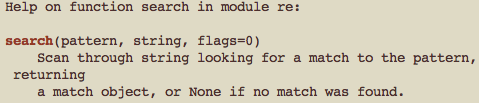 Help on function search in module re:
search(pattern, string, flags=0)
Scan through string looking for a match to the pattern,
returning
a match object, or None if no match was found.